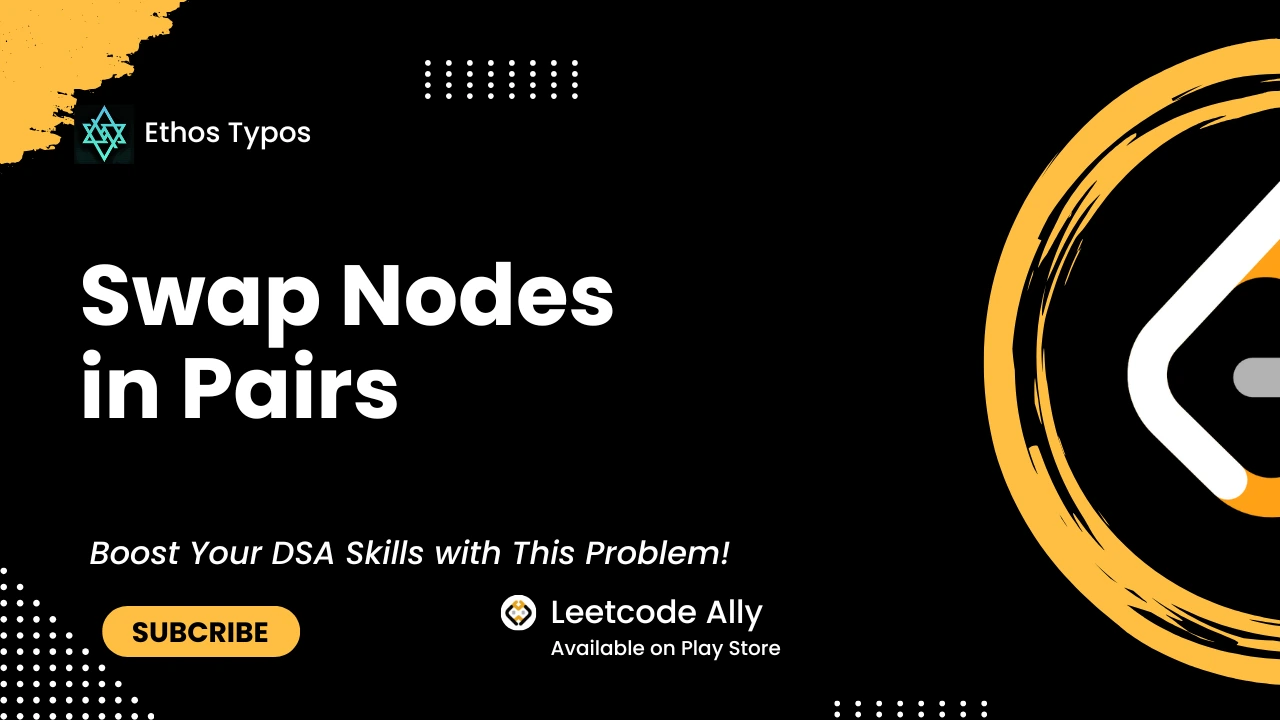 Ethos Typos
Swap Nodes
in Pairs
Boost Your DSA Skills with This Problem!
SUBCRIBE
Leetcode Ally
Available on Play Store